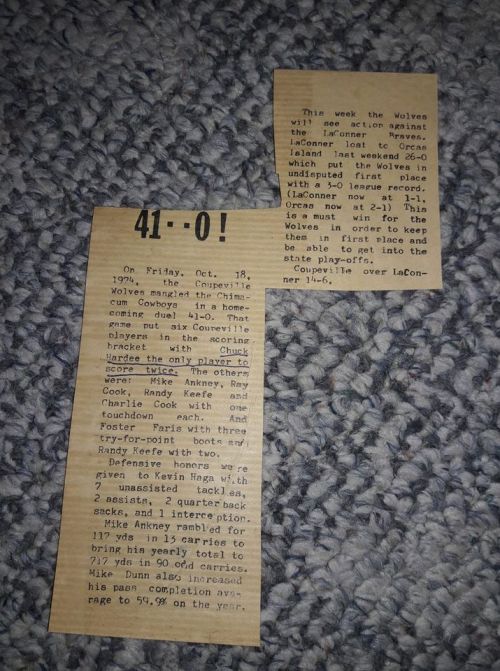 41--0!
On Friday, Oct. 18,
1974, the Coupeville
Wolves mangled the Chima-
cum Cowboys in a home-
coming duel 41-0. That
game put six Coupeville
players in the scoring
bracket with Chuck
Hardee the only player to
score twice. The others
were: Mike Ankney, Ray
Cook, Randy Keefe and
Charlie Cook with one
touchdown each. And
Foster Faris with three
try-for-point boots and
Randy Keefe with two.
Defensive honors were
given to Kevin Haga with
7 unassisted tackles,
2 assists, 2 quarterback
sacks, and 1 interception.
Mike Ankney rambled for
117 yds in 13 carries to
bring his yearly total to
717 yds in 90 odd carries.
Mike Dunn also increased
his pass completion ave-
rage to 59.9% on the year.
This week the Wolves
will see action against
the LaConner Braves.
LaConner lost to Orcas
Island last weekend 26-0
which put the Wolves in
undisputed first place
with a 3-0 league record.
(LaConner now at 1-1,
Orcas now at 2-1) This
is a must win for the
Wolves in order to keep
them in first place and
be able to get into the
state play-offs.
Coupeville over LaCon-
ner 14-6.